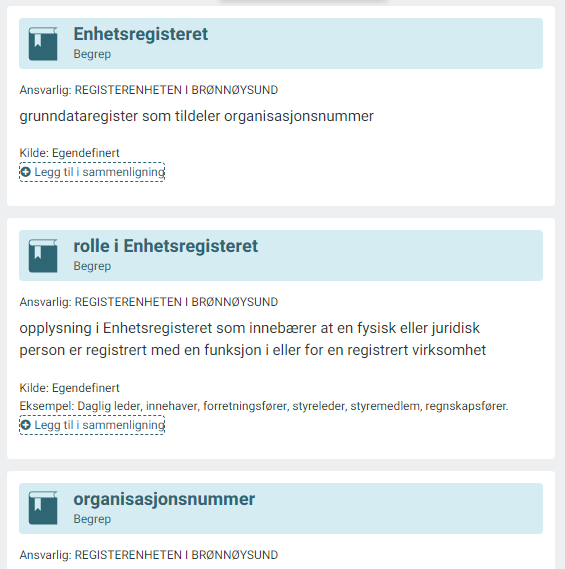 Enhetsregisteret
Begrep
Ansvarlig: REGISTERENHETEN I BRØNNØYSUND
grunndataregister som tildeler organisasjonsnummer
Kilde: Egendefinert
Legg til i sammenligning
rolle i Enhetsregisteret
Begrep
Ansvarlig: REGISTERENHETEN I BRØNNØYSUND
opplysning i Enhetsregisteret som innebærer at en fysisk eller juridisk
person er registrert med en funksjon i eller for en registrert virksomhet
Kilde: Egendefinert
Eksempel: Daglig leder, innehaver, forretningsfører, styreleder, styremedlem, regnskapsfører.
Legg til i sammenligning
organisasjonsnummer
Begrep
Ansvarlig: REGISTERENHETEN I BRØNNØYSUND